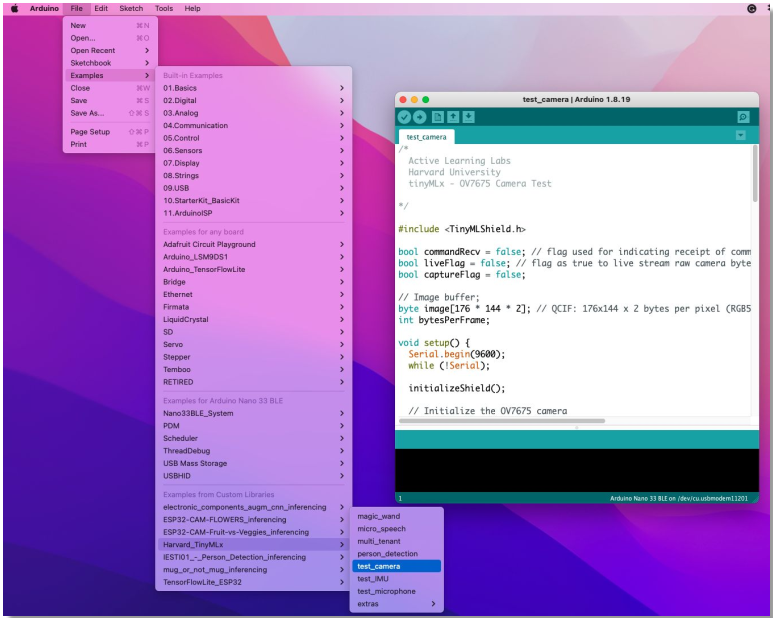 Arduino File Edit Sketch Tools Help
New ⌘N
Open... ⌘O
Open Recent >
Sketchbook >
Examples >
Close ⌘W
Save ⌘S
Save As... ⇧⌘S
Page Setup ⇧⌘P
Print ⌘P
Built-in Examples
01.Basics >
02.Digital >
03.Analog >
04.Communication >
05.Control >
06.Sensors >
07.Display >
08.Strings >
09.USB >
10.StarterKit_BasicKit >
11.ArduinoISP >
Examples for any board
Adafruit Circuit Playground >
Arduino_LSM9DS1 >
Arduino_TensorFlowLite >
Bridge >
Ethernet >
Firmata >
LiquidCrystal >
SD >
Servo >
Stepper >
Temboo >
RETIRED >
Examples for Arduino Nano 33 BLE
Nano33BLE_System >
PDM >
Scheduler >
ThreadDebug >
USB Mass Storage >
USBHID >
Examples from Custom Libraries
electronic_components_augm_cnn_inferencing >
ESP32-CAM-FLOWERS_inferencing >
ESP32-CAM-Fruit-vs-Veggies_inferencing >
Harvard_TinyMLx >
IESTI01_-_Person_Detection_inferencing >
mug_or_not_mug_inferencing >
TensorFlowLite_ESP32 >
magic_wand
micro_speech
multi_tenant
person_detection
test_camera
test_IMU
test_microphone
extras >
test_camera | Arduino 1.8.19
test_camera
/*
Active Learning Labs
Harvard University
tinyMLx - OV7675 Camera Test
*/
#include <TinyMLShield.h>
bool commandRecv = false; // flag used for indicating receipt of comm
bool liveFlag = false; // flag as true to live stream raw camera byte
bool captureFlag = false;
// Image buffer;
byte image[176 * 144 * 2]; // QCIF: 176x144 x 2 bytes per pixel (RGB5
int bytesPerFrame;
void setup() {
Serial.begin(9600);
while (!Serial);
initializeShield();
// Initialize the OV7675 camera
1 Arduino Nano 33 BLE on /dev/cu.usbmodem11201